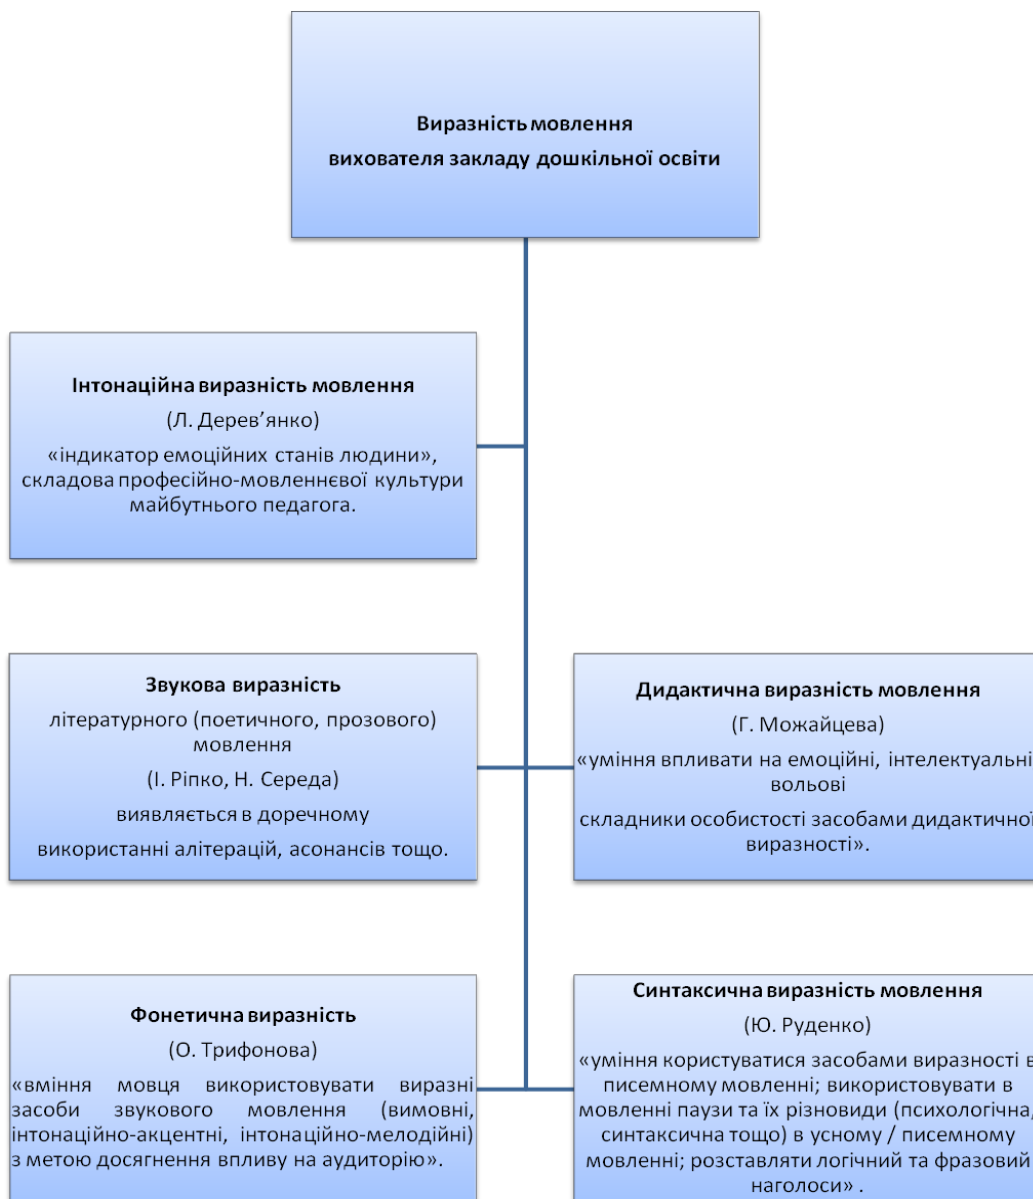 Виразність мовлення
вихователя закладу дошкільної освіти
Інтонаційна виразність мовлення
(Л. Дерев’янко)
«індикатор емоційних станів людини»,
складова професійно-мовленнєвої культури
майбутнього педагога.
Звукова виразність
літературного (поетичного, прозового)
мовлення
(І. Ріпко, Н. Середа)
виявляється в доречному
використанні алітерацій, асонансів тощо.
Дидактична виразність мовлення
(Г. Можайцева)
«уміння впливати на емоційні, інтелектуальні,
вольові
складники особистості засобами дидактичної
виразності».
Фонетична виразність
(О. Трифонова)
«вміння мовця використовувати виразні
засоби звукового мовлення (вимовні,
інтонаційно-акцентні, інтонаційно-мелодійні)
з метою досягнення впливу на аудиторію».
Синтаксична виразність мовлення
(Ю. Руденко)
«уміння користуватися засобами виразності в
писемному мовленні; використовувати в
мовленні паузи та їх різновиди (психологічна,
синтаксична тощо) в усному / писемному
мовленні; розставляти логічний та фразовий
наголоси» .